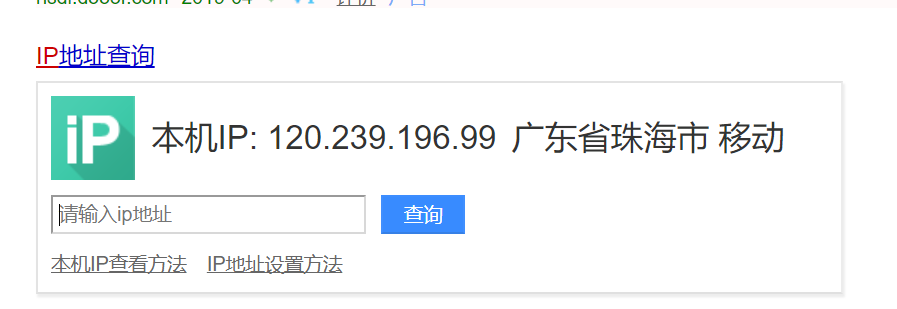 IP地址查询
iP
本机IP: 120.239.196.99 广东省珠海市 移动
请输入ip地址
查询
本机IP查看方法 IP地址设置方法